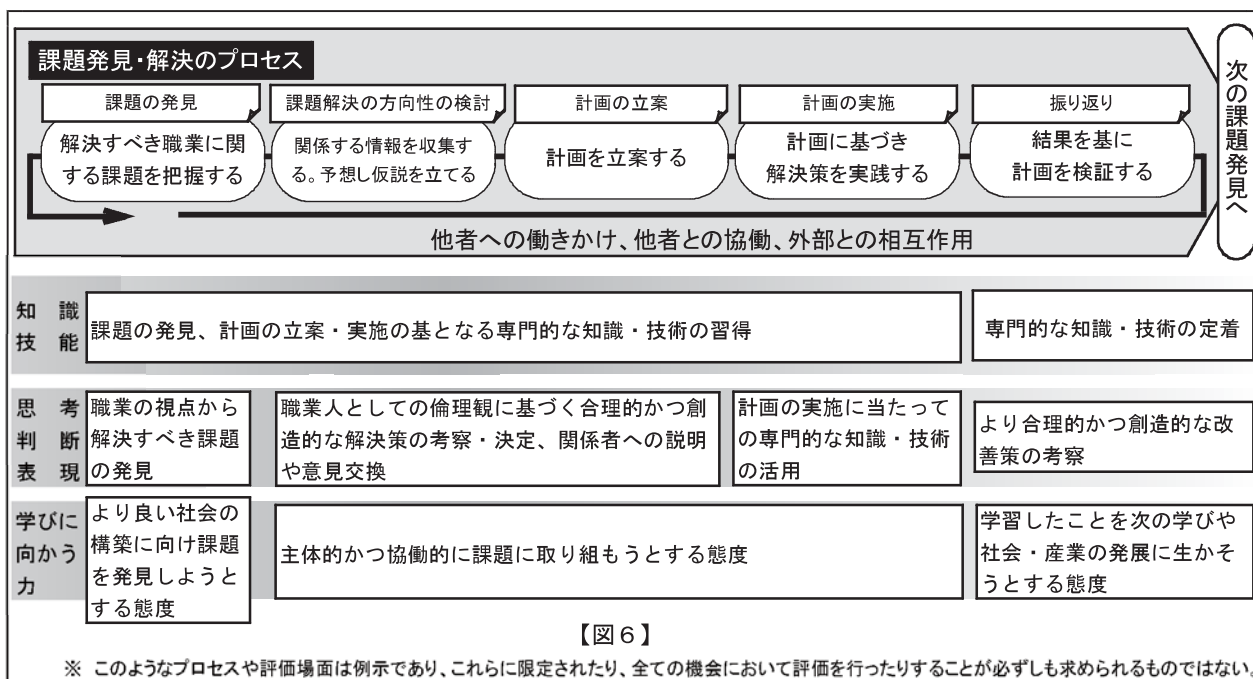 課題発見・解決のプロセス
課題の発見
解決すべき職業に関
する課題を把握する
課題解決の方向性の検討
関係する情報を収集す
る。予想し仮説を立てる
計画の立案
計画を立案する
計画の実施
計画に基づき
解決策を実践する
振り返り
結果を基に
計画を検証する
次の課題発見へ
他者への働きかけ、他者との協働、外部との相互作用
知識
技能
課題の発見、計画の立案・実施の基となる専門的な知識・技術の習得
専門的な知識・技術の定着
思考
判断
表現
職業の視点から
解決すべき課題
の発見
職業人としての倫理観に基づく合理的かつ創
造的な解決策の考察・決定、関係者への説明
や意見交換
計画の実施に当たって
の専門的な知識・技術
の活用
より合理的かつ創造的な改
善策の考察
学びに
向かう
力
より良い社会の
構築に向け課題
を発見しようと
する態度
主体的かつ協働的に課題に取り組もうとする態度
学習したことを次の学びや
社会・産業の発展に生かそ
うとする態度
【図6】
※ このようなプロセスや評価場面は例示であり、これらに限定されたり、全ての機会において評価を行ったりすることが必ずしも求められるものではない。